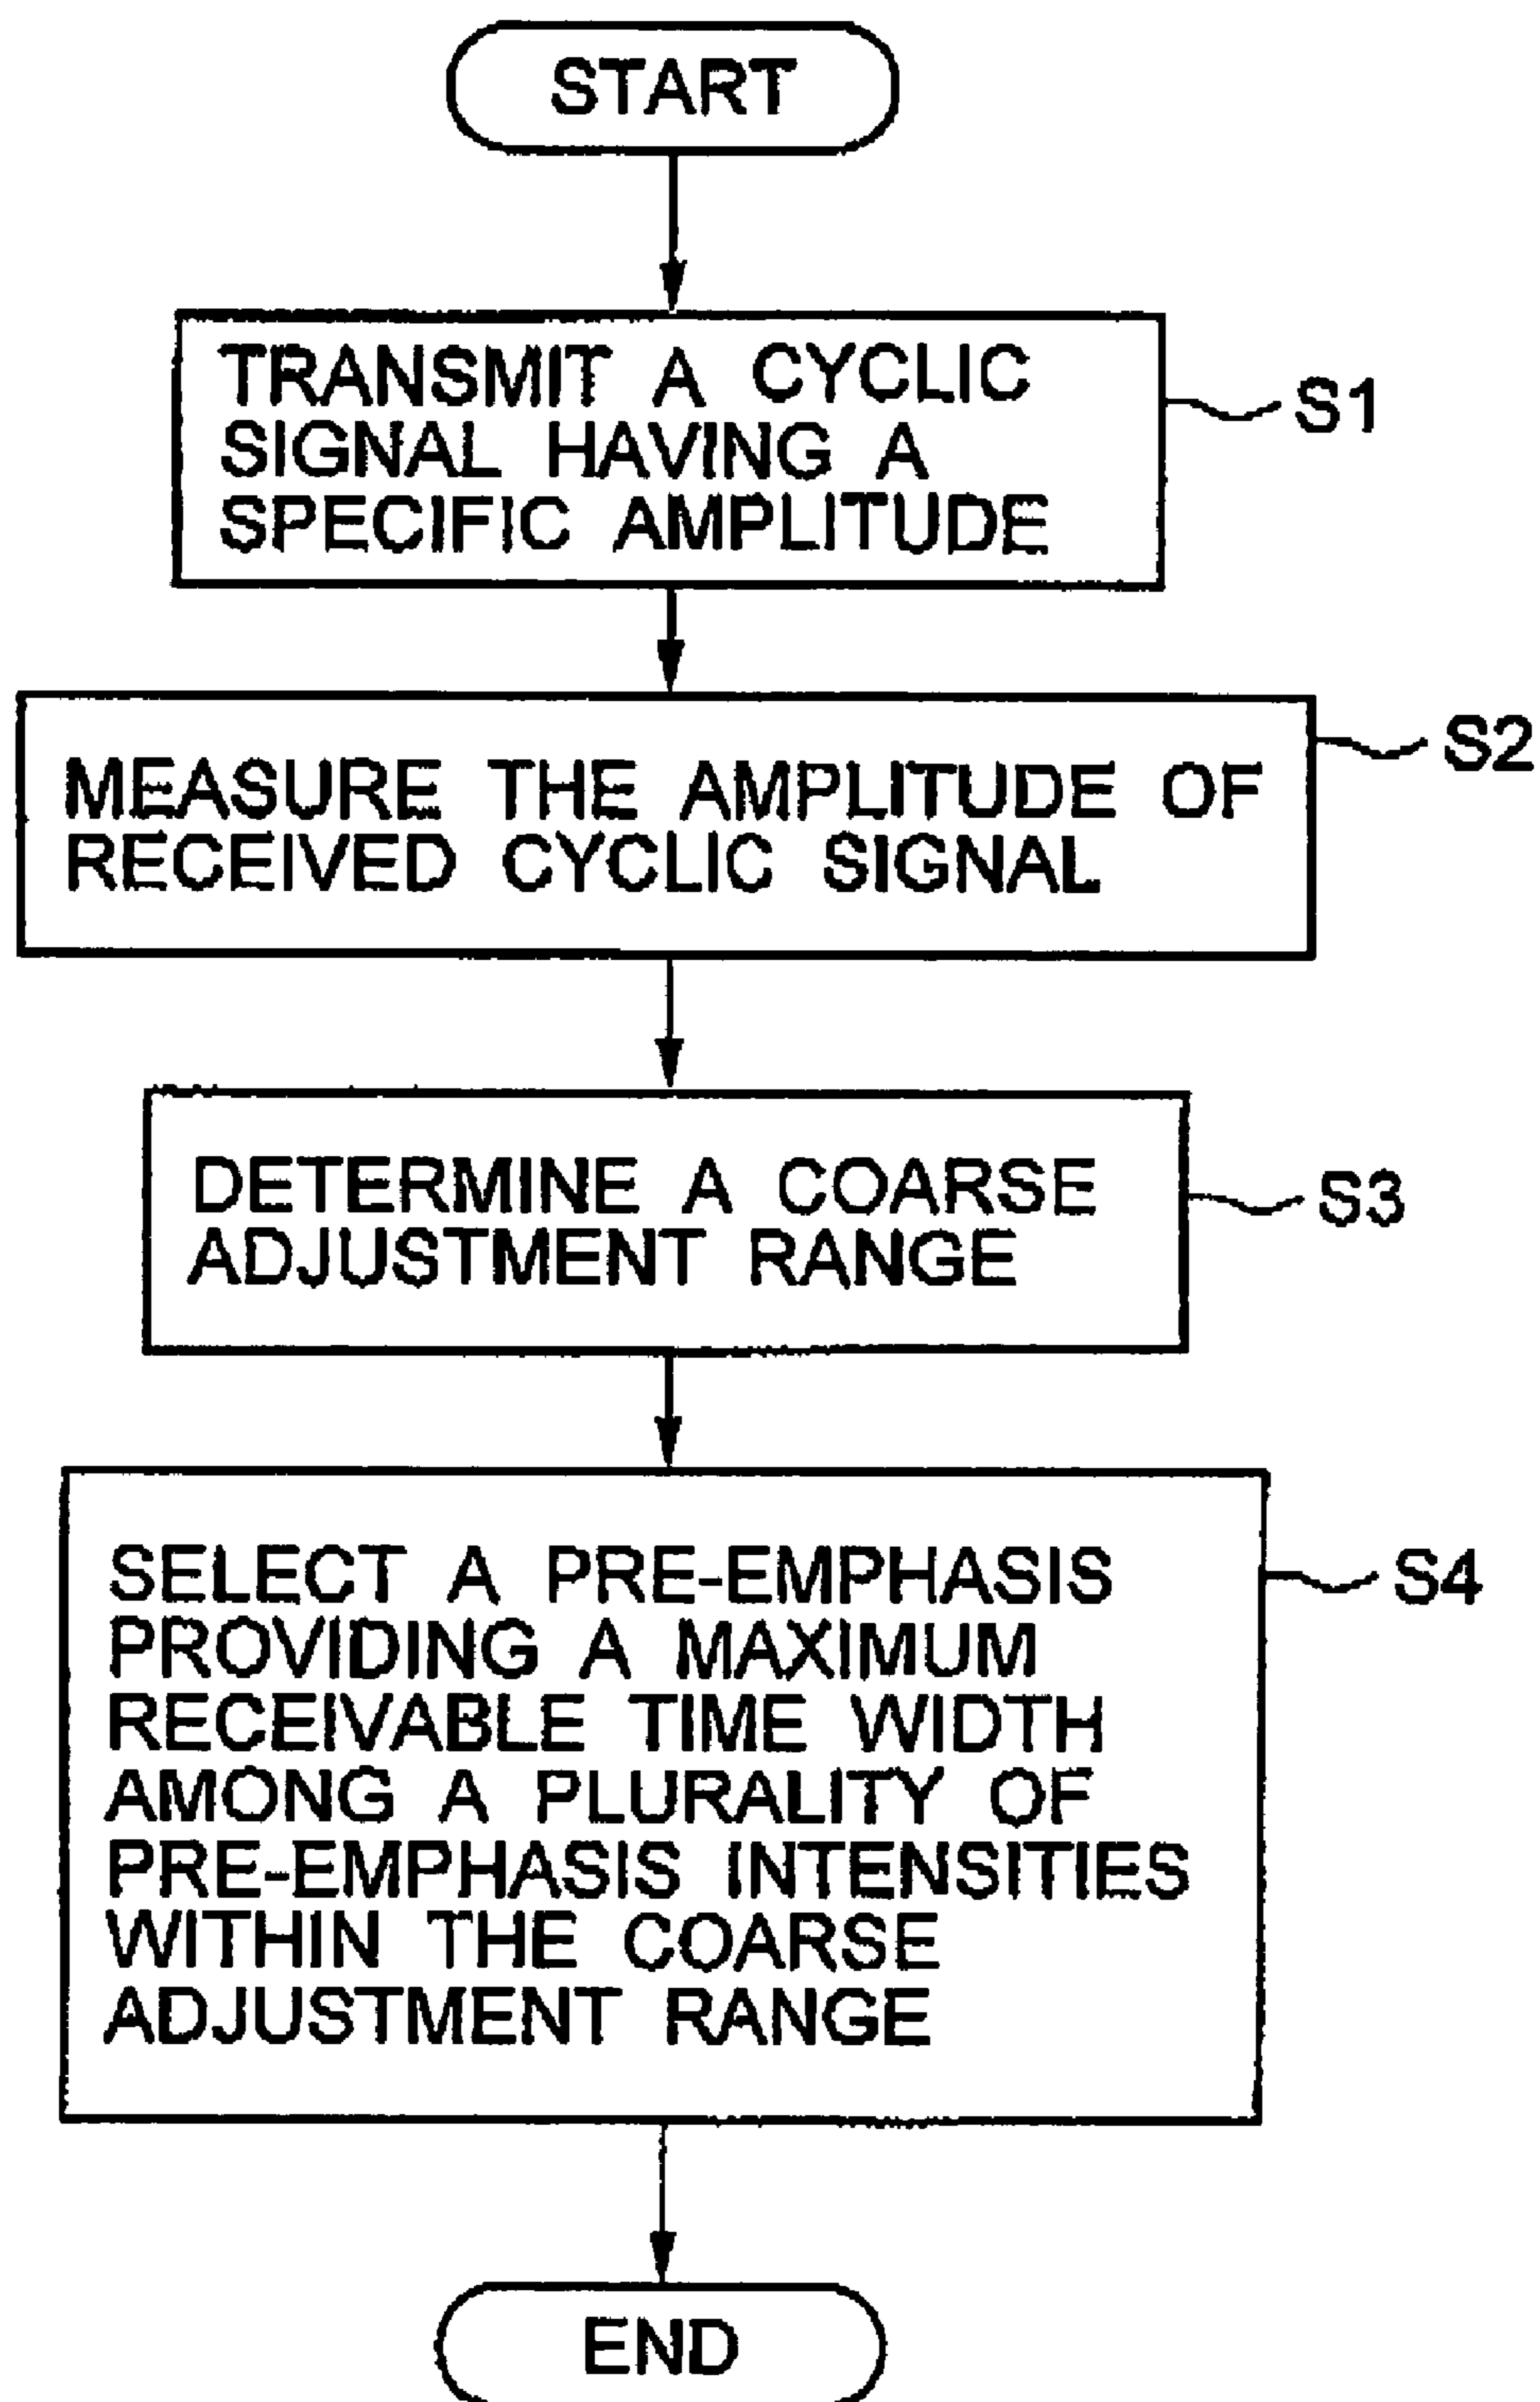 START
TRANSMIT A CYCLIC
SIGNAL HAVING A
SPECIFIC AMPLITUDE
S1
MEASURE THE AMPLITUDE OF
RECEIVED CYCLIC SIGNAL
S2
DETERMINE A COARSE
ADJUSTMENT RANGE
S3
SELECT A PRE-EMPHASIS
PROVIDING A MAXIMUM
RECEIVABLE TIME WIDTH
AMONG A PLURALITY OF
PRE-EMPHASIS INTENSITIES
WITHIN THE COARSE
ADJUSTMENT RANGE
S4
END